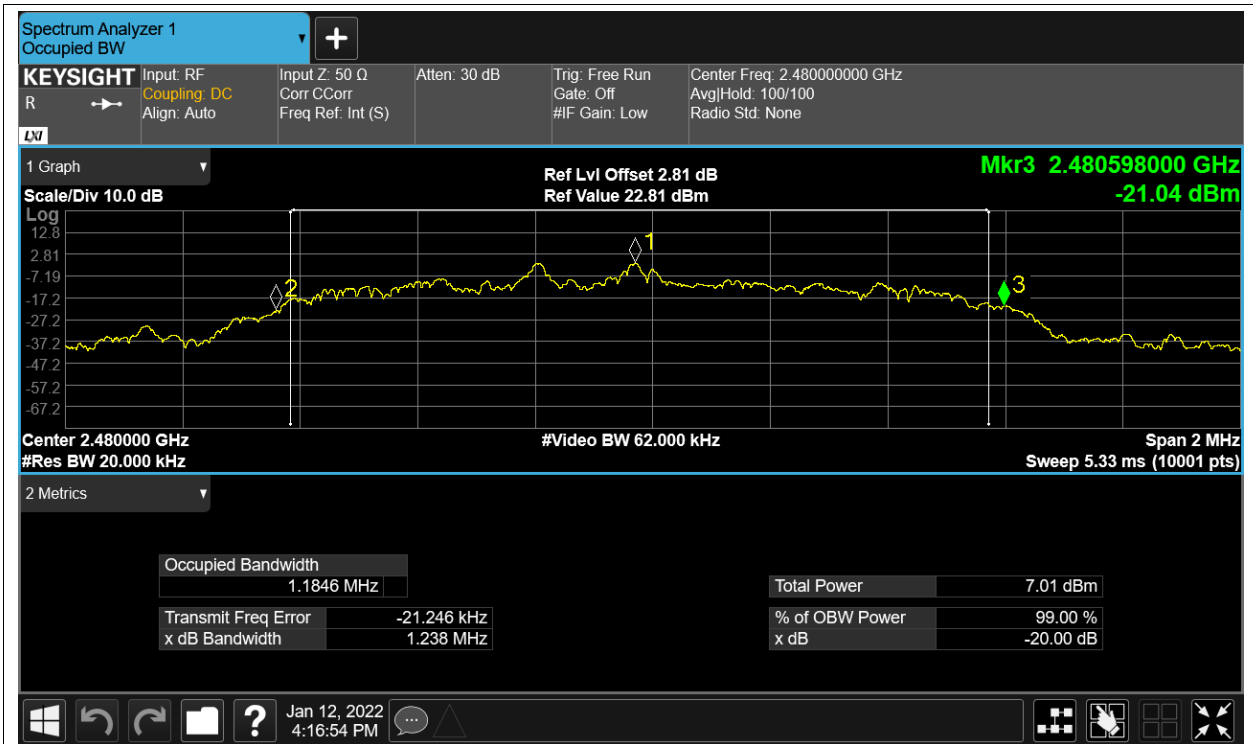 Spectrum Analyzer 1
Occupied BW
KEYSIGHT
R
LXI
Input: RF
Coupling: DC
Align: Auto
Input Z: 50 Ω
Corr CCorr
Freq Ref: Int (S)
Atten: 30 dB
Trig: Free Run
Gate: Off
#IF Gain: Low
Center Freq: 2.480000000 GHz
Avg|Hold: 100/100
Radio Std: None
1 Graph
Scale/Div 10.0 dB
Ref Lvl Offset 2.81 dB
Ref Value 22.81 dBm
Mkr3 2.480598000 GHz
-21.04 dBm
Log
12.8
2.81
-7.19
-17.2
-27.2
-37.2
-47.2
-57.2
-67.2
1
2
3
Center 2.480000 GHz
#Res BW 20.000 kHz
#Video BW 62.000 kHz
Span 2 MHz
Sweep 5.33 ms (10001 pts)
2 Metrics
Occupied Bandwidth
1.1846 MHz
Transmit Freq Error -21.246 kHz
x dB Bandwidth 1.238 MHz
Total Power 7.01 dBm
% of OBW Power 99.00 %
x dB -20.00 dB
?
Jan 12, 2022
4:16:54 PM